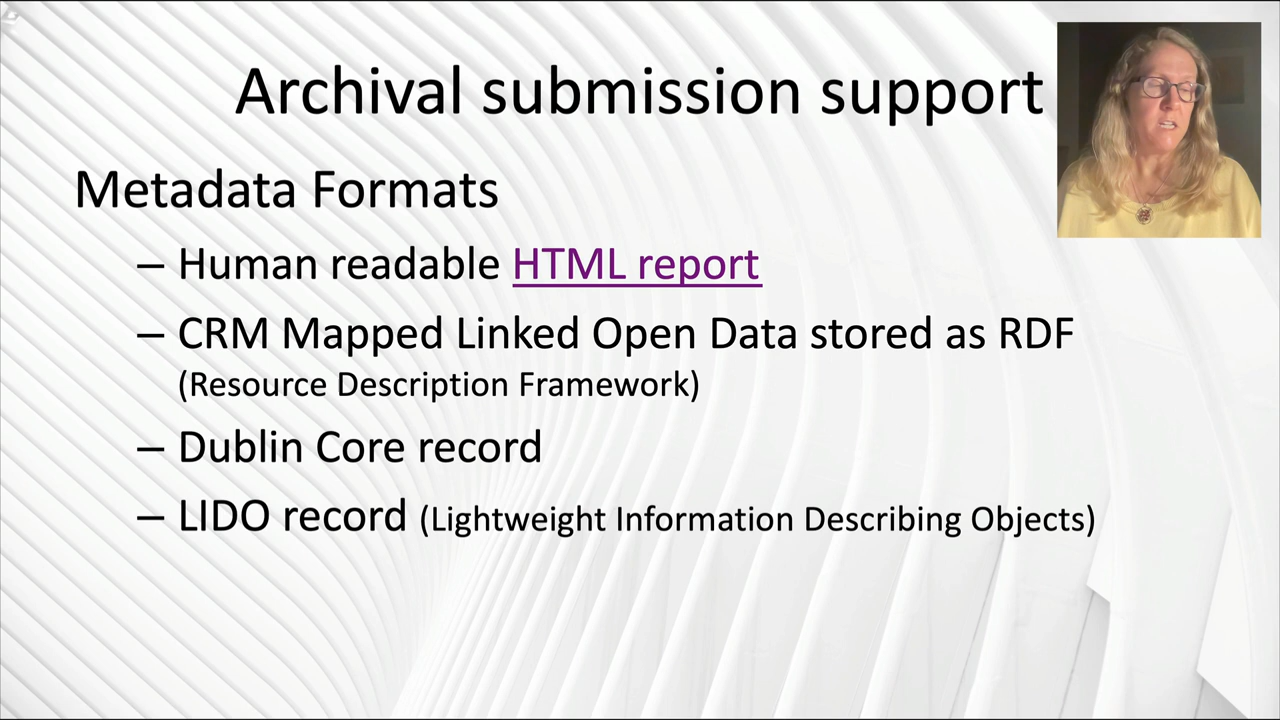 Archival submission support
Metadata Formats
– Human readable HTML report
– CRM Mapped Linked Open Data stored as RDF
(Resource Description Framework)
– Dublin Core record
– LIDO record (Lightweight Information Describing Objects)